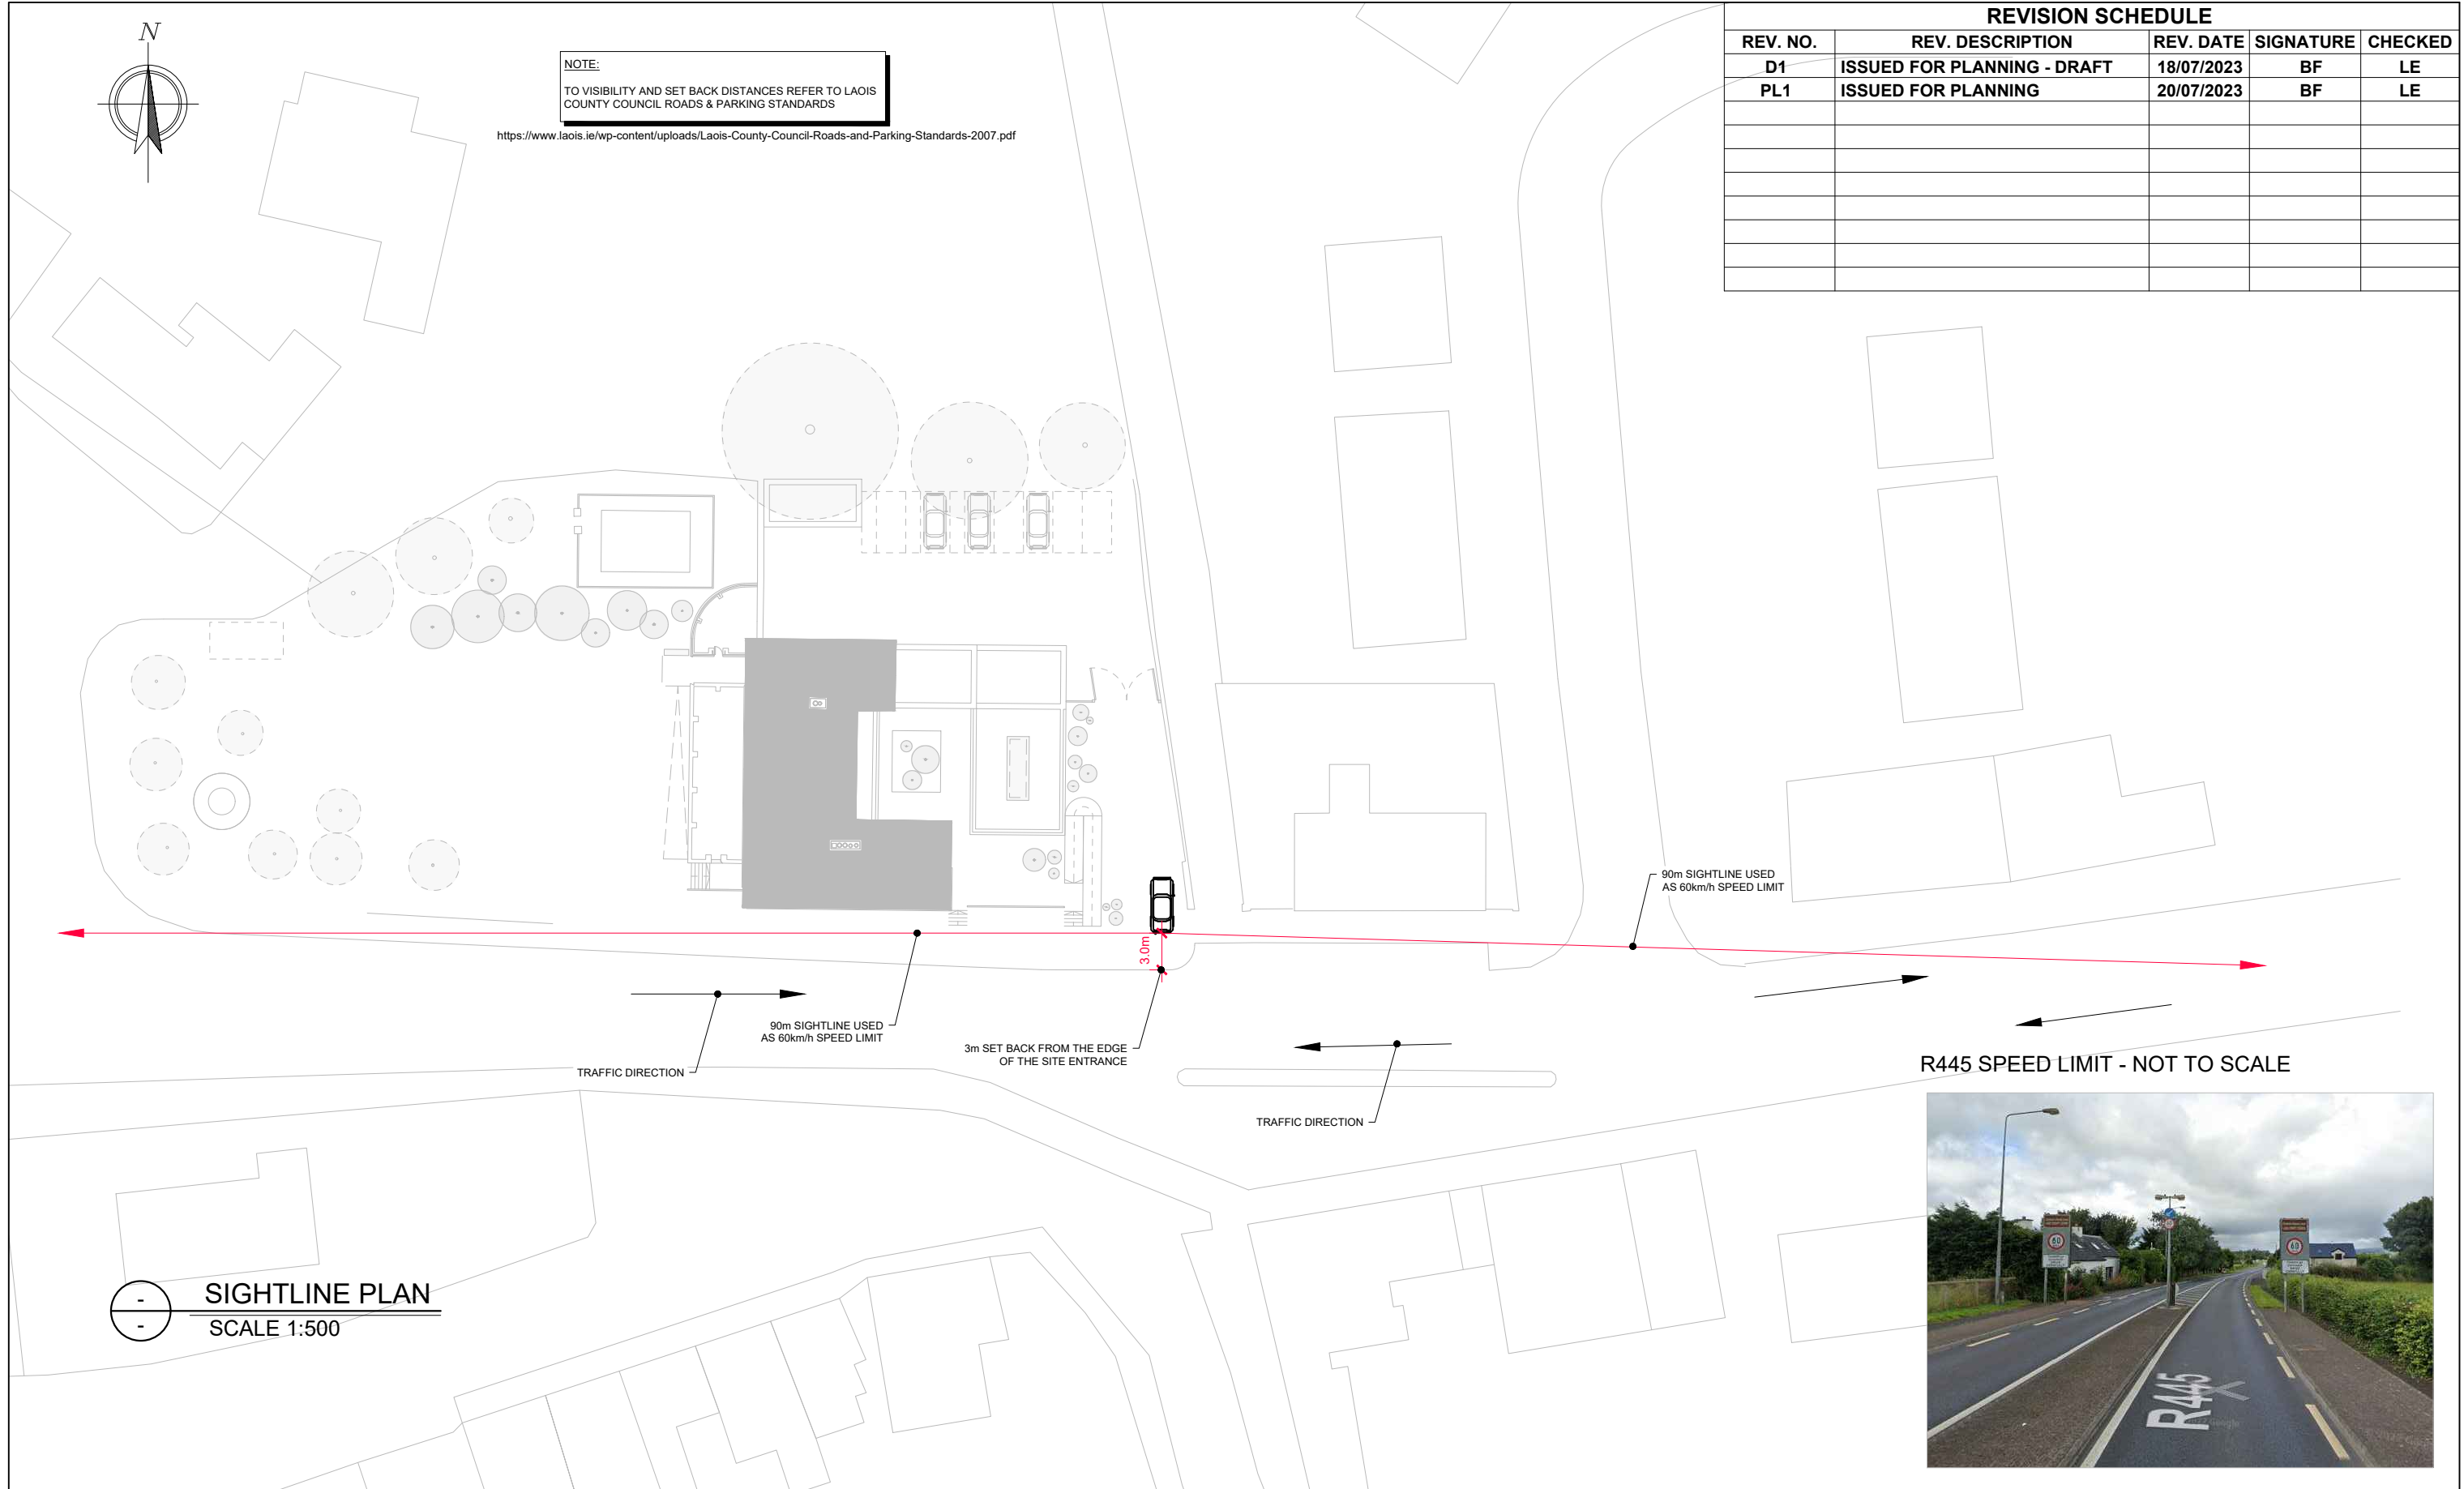 N
NOTE:
TO VISIBILITY AND SET BACK DISTANCES REFER TO LAOIS
COUNTY COUNCIL ROADS & PARKING STANDARDS
https://www.laois.ie/wp-content/uploads/Laois-County-Council-Roads-and-Parking-Standards-2007.pdf
REVISION SCHEDULE
REV. NO. REV. DESCRIPTION REV. DATE SIGNATURE CHECKED
D1 ISSUED FOR PLANNING - DRAFT 18/07/2023 BF LE
PL1 ISSUED FOR PLANNING 20/07/2023 BF LE
90m SIGHTLINE USED
AS 60km/h SPEED LIMIT
3.0m
90m SIGHTLINE USED
AS 60km/h SPEED LIMIT
3m SET BACK FROM THE EDGE
OF THE SITE ENTRANCE
TRAFFIC DIRECTION
TRAFFIC DIRECTION
R445 SPEED LIMIT - NOT TO SCALE
60
60
R445
-
-
SIGHTLINE PLAN
SCALE 1:500